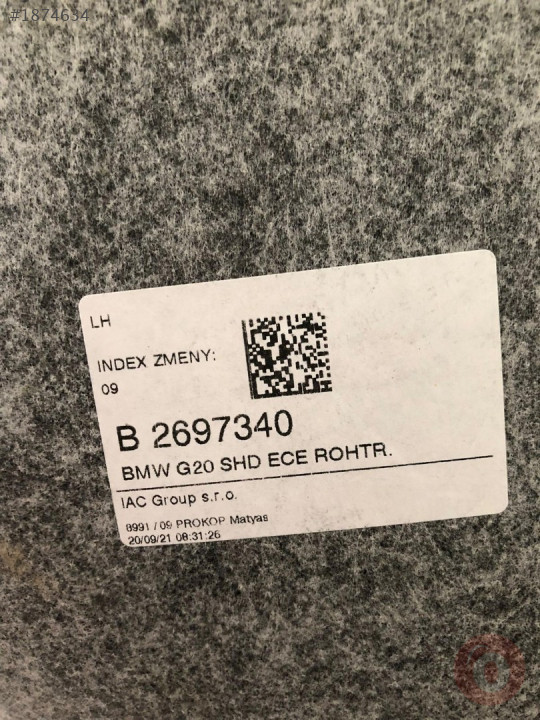 #1874634
LH
INDEX ZMENY:
09
B 2697340
BMW G20 SHD ECE ROHTR.
IAC Group s.r.o.
8991 / 09 PROKOP Matyas
20/09/21 08:31:26